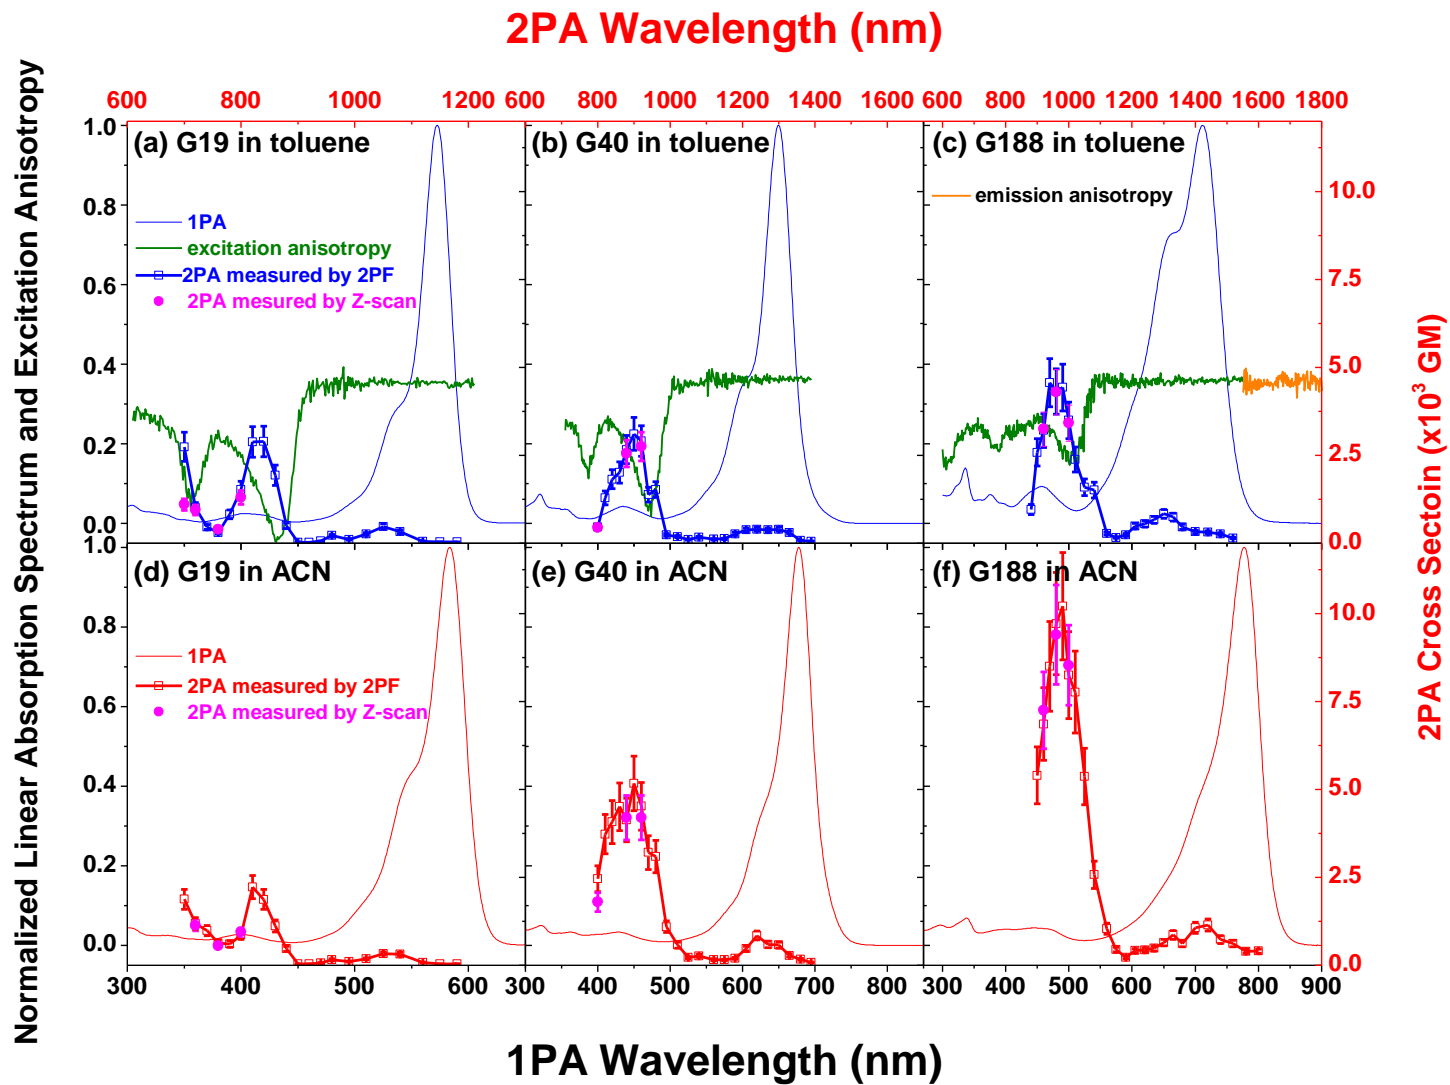 2PA Wavelength (nm)
600 800 1000 1200 600 800 1000 1200 1400 1600 600 800 1000 1200 1400 1600 1800
Normalized Linear Absorption Spectrum and Excitation Anisotropy
1.0
0.8
0.6
0.4
0.2
0.0
(a) G19 in toluene
1PA
excitation anisotropy
2PA measured by 2PF
2PA mesured by Z-scan
(b) G40 in toluene
(c) G188 in toluene
emission anisotropy
10.0
7.5
5.0
2.5
0.0
1.0
0.8
0.6
0.4
0.2
0.0
(d) G19 in ACN
1PA
2PA measured by 2PF
2PA measured by Z-scan
(e) G40 in ACN
(f) G188 in ACN
10.0
7.5
5.0
2.5
0.0
2PA Cross Sectoin (x10³ GM)
300 400 500 600 300 400 500 600 700 800 300 400 500 600 700 800 900
1PA Wavelength (nm)